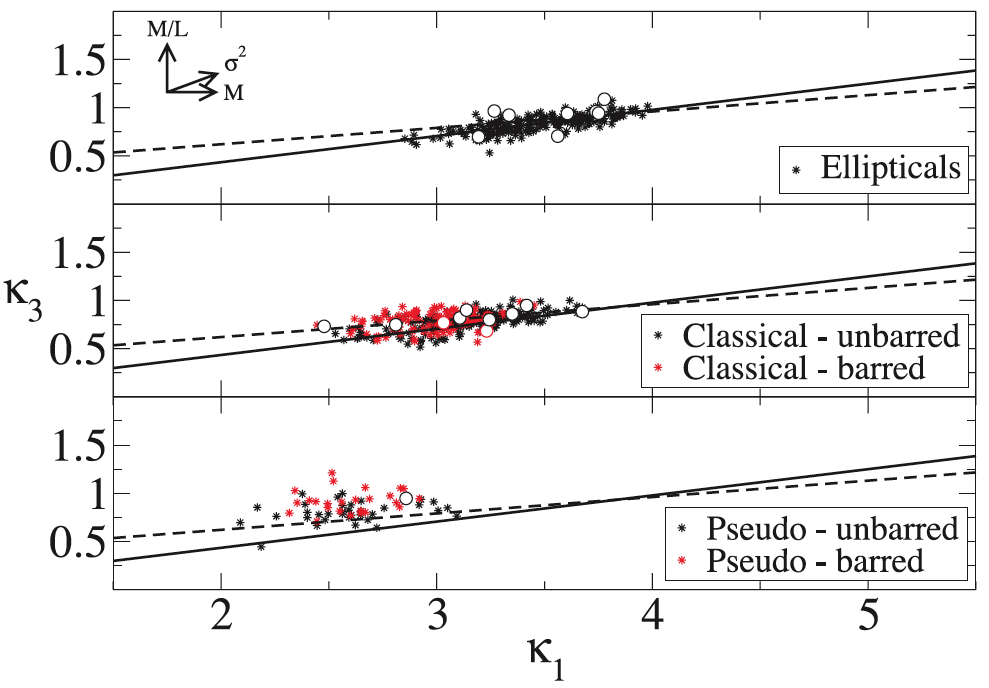 M/L
σ²
M
1.5
1
0.5
* Ellipticals
1.5
κ₃ 1
0.5
* Classical - unbarred
* Classical - barred
1.5
1
0.5
* Pseudo - unbarred
* Pseudo - barred
2 3 4 5
κ₁